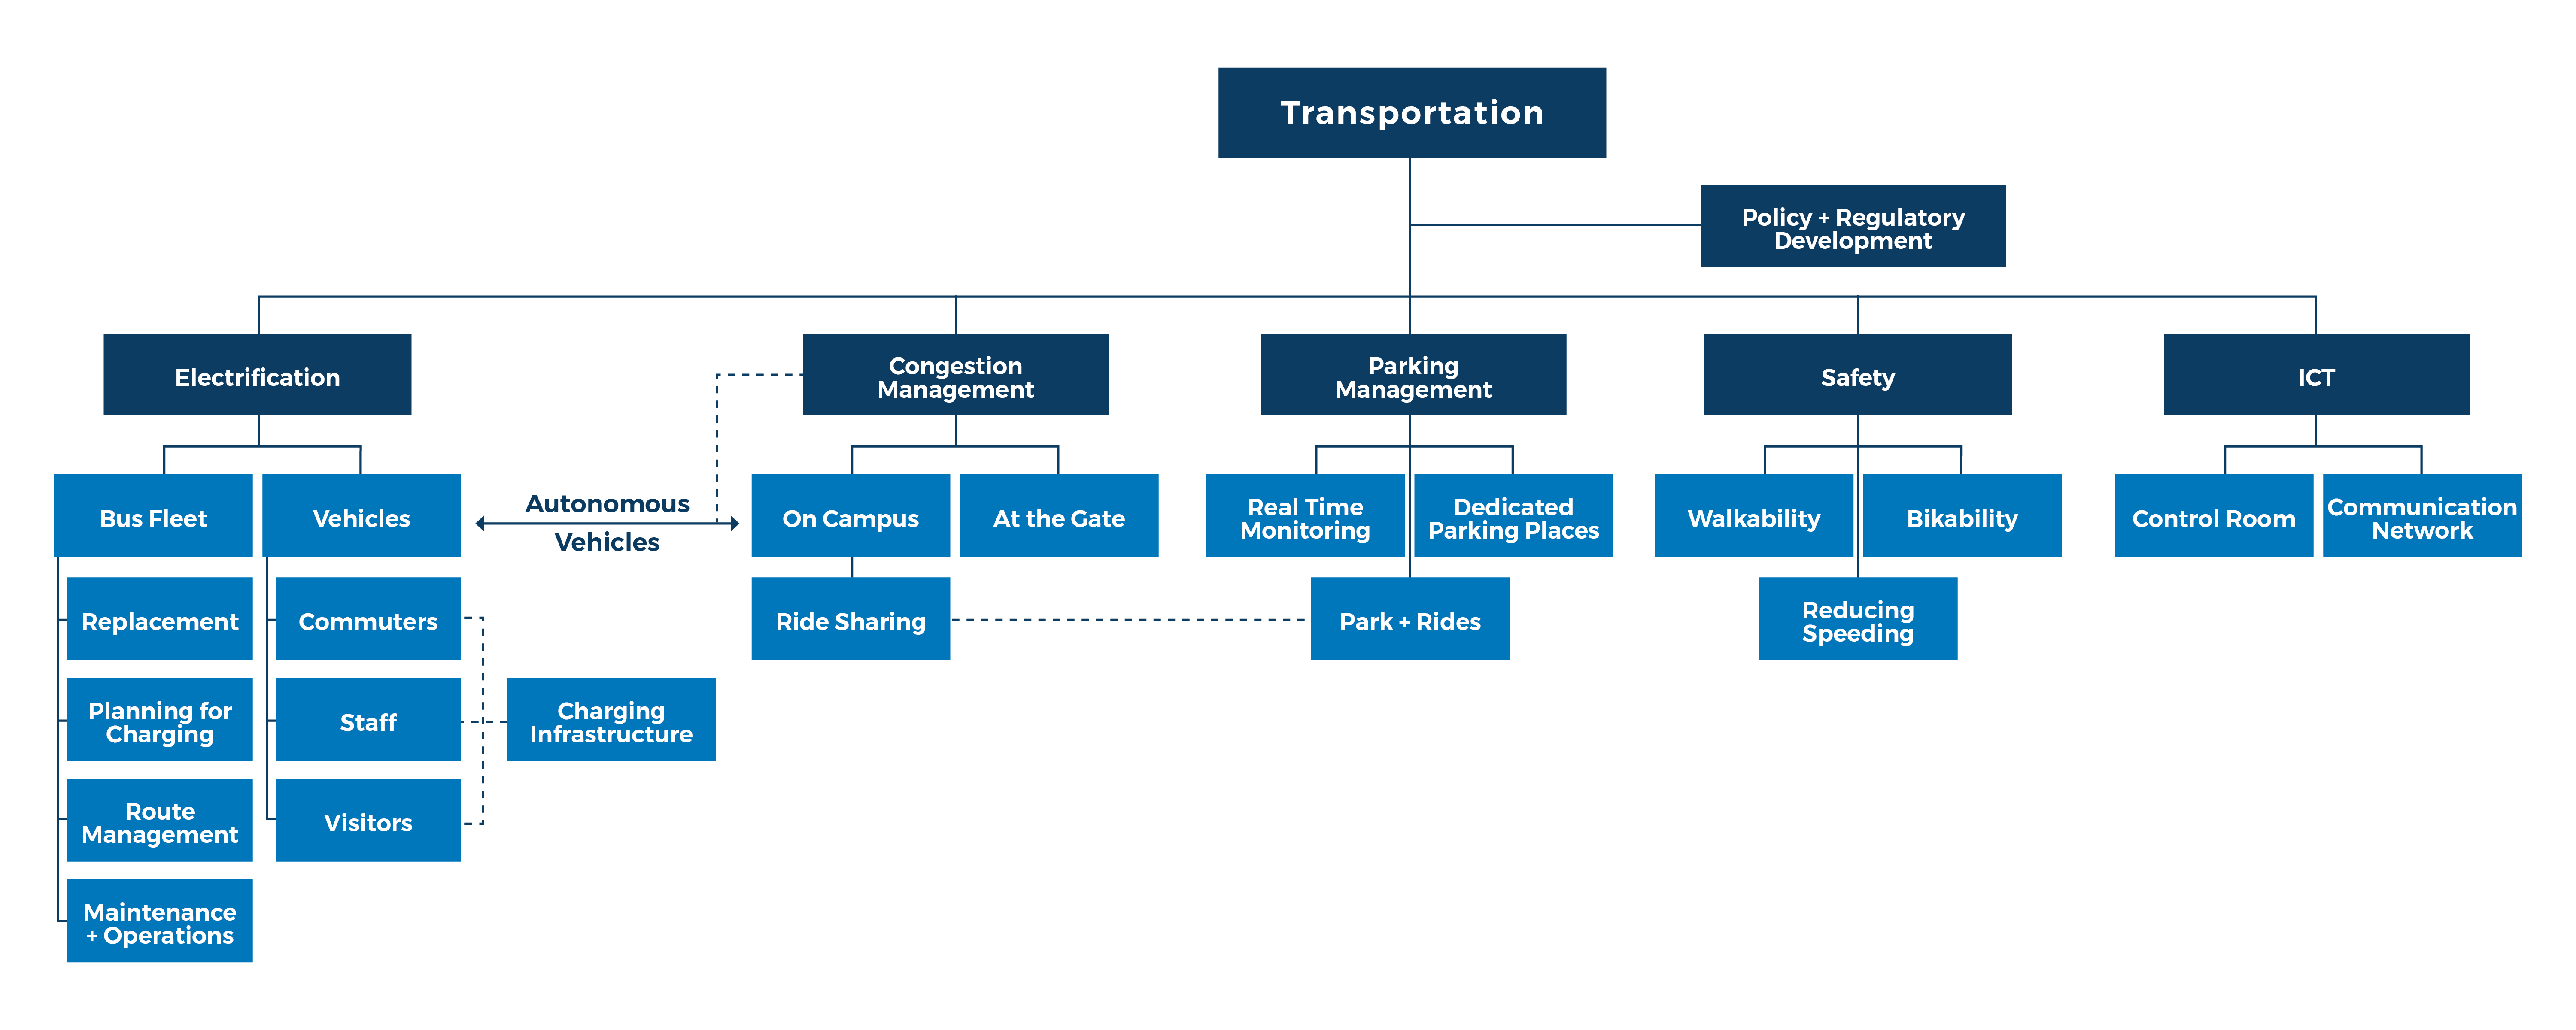 Transportation
Policy + Regulatory
Development
Electrification
Congestion
Management
Parking
Management
Safety
ICT
Bus Fleet
Vehicles
Autonomous
Vehicles
On Campus
At the Gate
Real Time
Monitoring
Dedicated
Parking Places
Walkability
Bikability
Control Room
Communication
Network
Replacement
Commuters
Ride Sharing
Park + Rides
Reducing
Speeding
Planning for
Charging
Staff
Charging
Infrastructure
Route
Management
Visitors
Maintenance
+ Operations